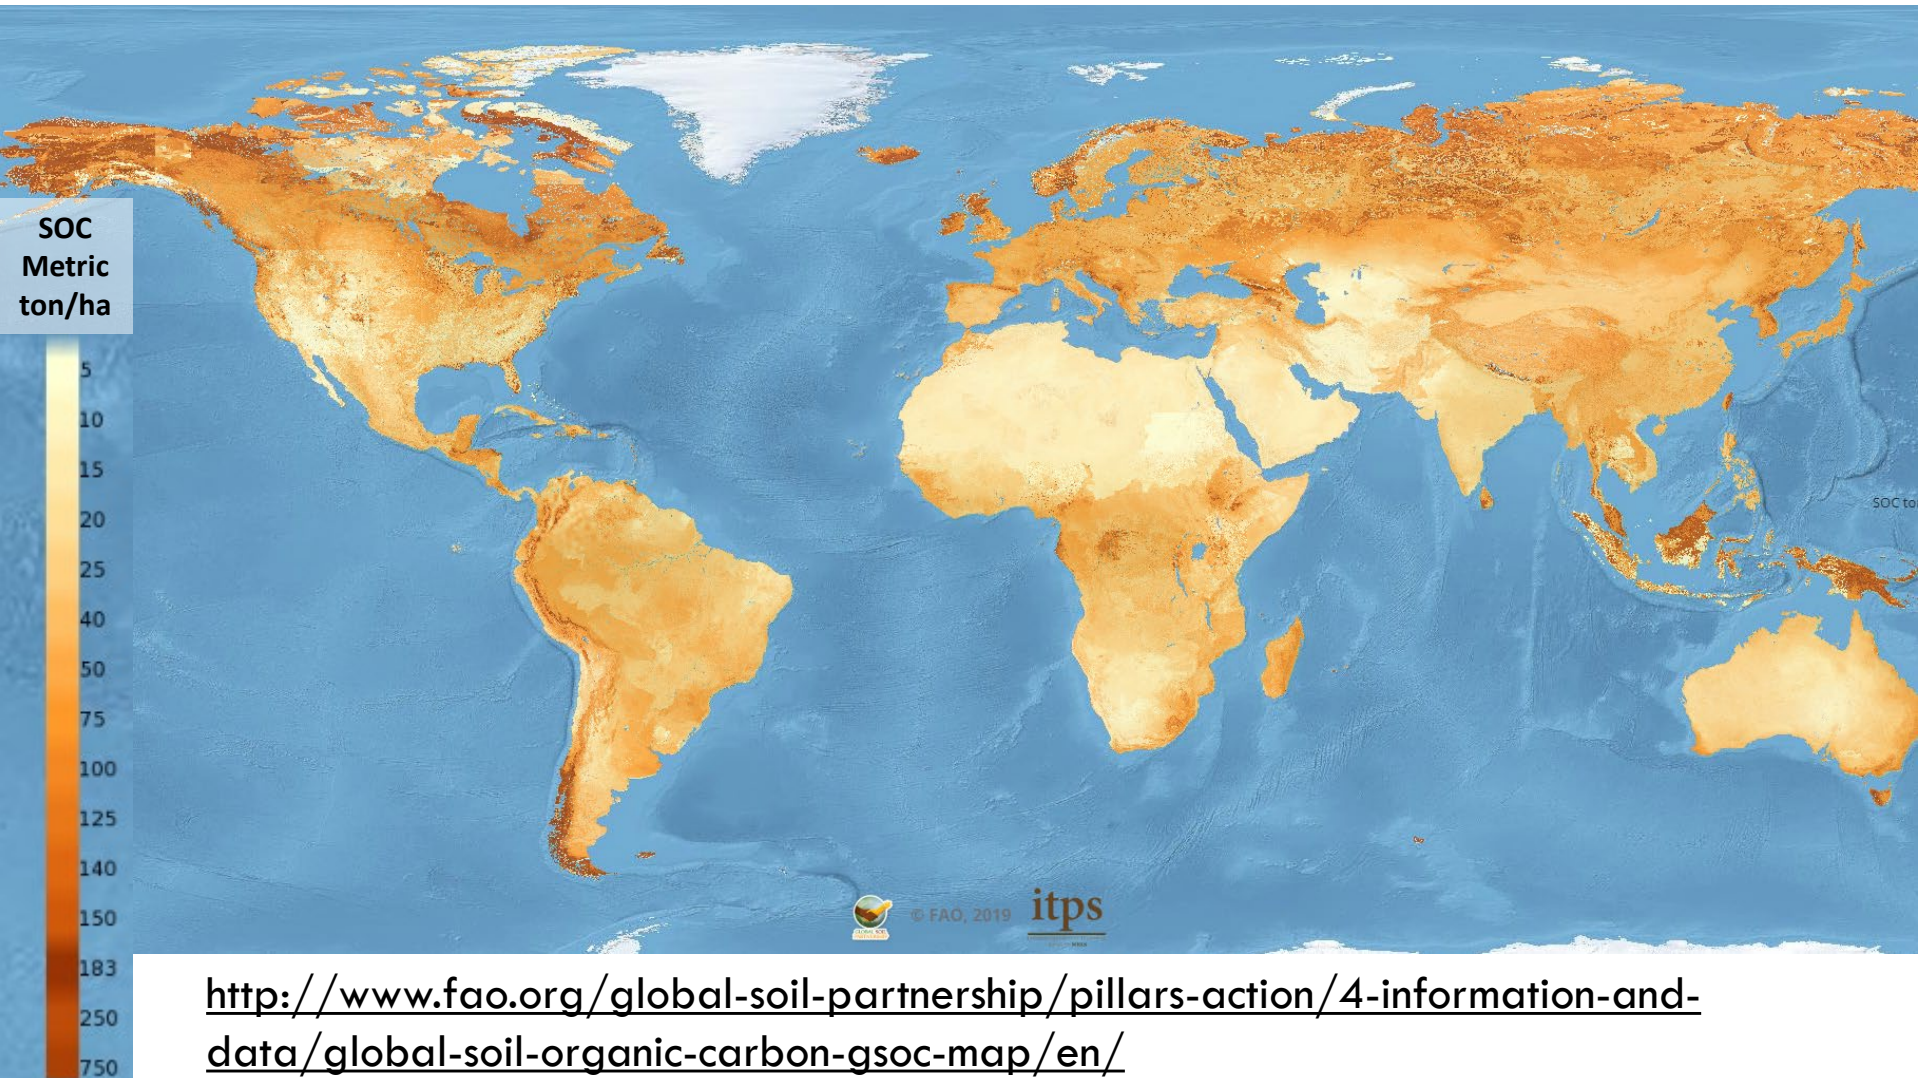 SOC
Metric
ton/ha
5
10
15
20
25
40
50
75
100
125
140
150
183
250
750
SOC to
© FAO, 2019
itps
http://www.fao.org/global-soil-partnership/pillars-action/4-information-and-
data/global-soil-organic-carbon-gsoc-map/en/